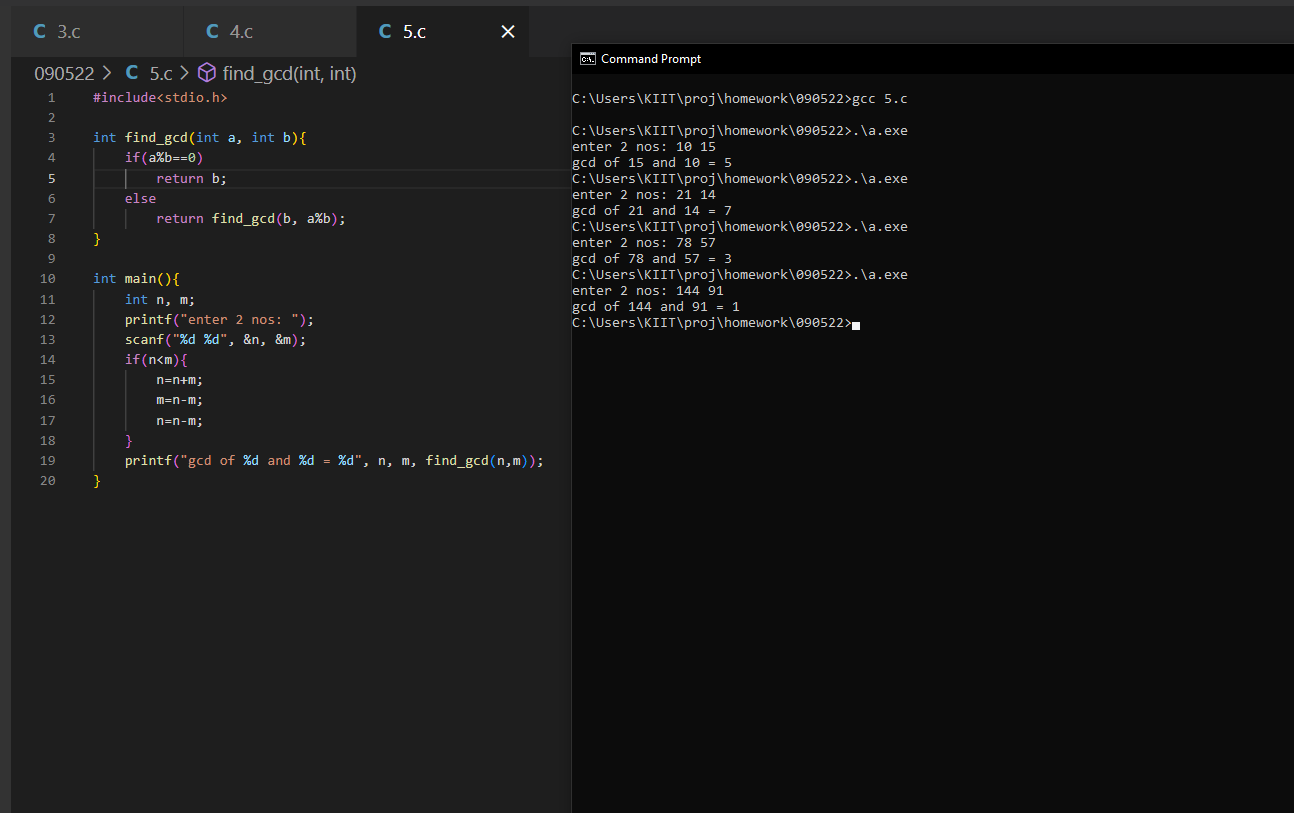 C 3.c
C 4.c
C 5.c
090522 > C 5.c > find_gcd(int, int)
1 #include<stdio.h>
2
3 int find_gcd(int a, int b){
4 if(a%b==0)
5 return b;
6 else
7 return find_gcd(b, a%b);
8 }
9
10 int main(){
11 int n, m;
12 printf("enter 2 nos: ");
13 scanf("%d %d", &n, &m);
14 if(n<m){
15 n=n+m;
16 m=n-m;
17 n=n-m;
18 }
19 printf("gcd of %d and %d = %d", n, m, find_gcd(n,m));
20 }
Command Prompt
C:\Users\KIIT\proj\homework\090522>gcc 5.c
C:\Users\KIIT\proj\homework\090522>.\a.exe
enter 2 nos: 10 15
gcd of 15 and 10 = 5
C:\Users\KIIT\proj\homework\090522>.\a.exe
enter 2 nos: 21 14
gcd of 21 and 14 = 7
C:\Users\KIIT\proj\homework\090522>.\a.exe
enter 2 nos: 78 57
gcd of 78 and 57 = 3
C:\Users\KIIT\proj\homework\090522>.\a.exe
enter 2 nos: 144 91
gcd of 144 and 91 = 1
C:\Users\KIIT\proj\homework\090522>